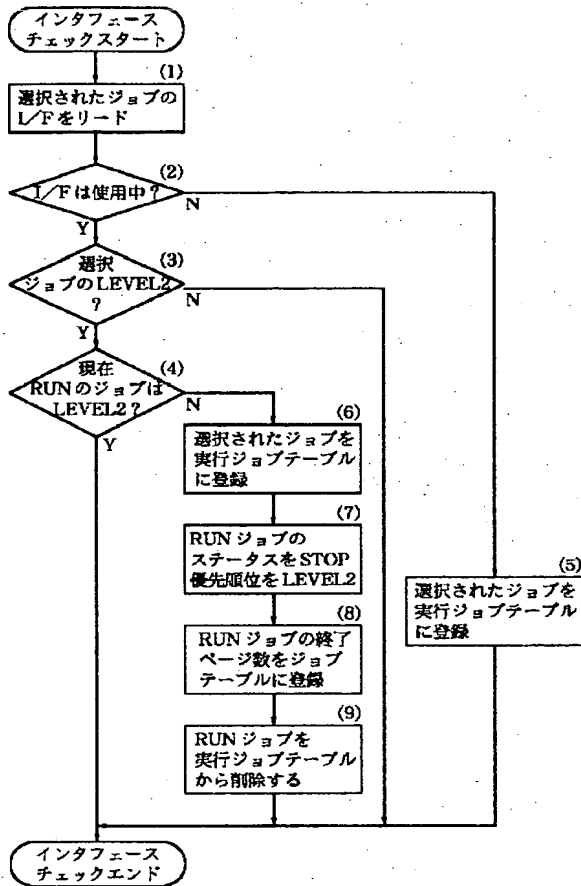 インタフェース
チェックスタート
(1)
選択されたジョブの
I/Fをリード
(2)
I/Fは使用中?
N
Y
(3)
選択
ジョブのLEVEL2
?
N
Y
(4)
現在
RUNのジョブは
LEVEL2?
N
Y
(6)
選択されたジョブを
実行ジョブテーブル
に登録
(7)
RUNジョブの
ステータスをSTOP
優先順位をLEVEL2
(5)
選択されたジョブを
実行ジョブテーブル
に登録
(8)
RUNジョブの終了
ページ数をジョブ
テーブルに登録
(9)
RUNジョブを
実行ジョブテーブル
から削除する
インタフェース
チェックエンド